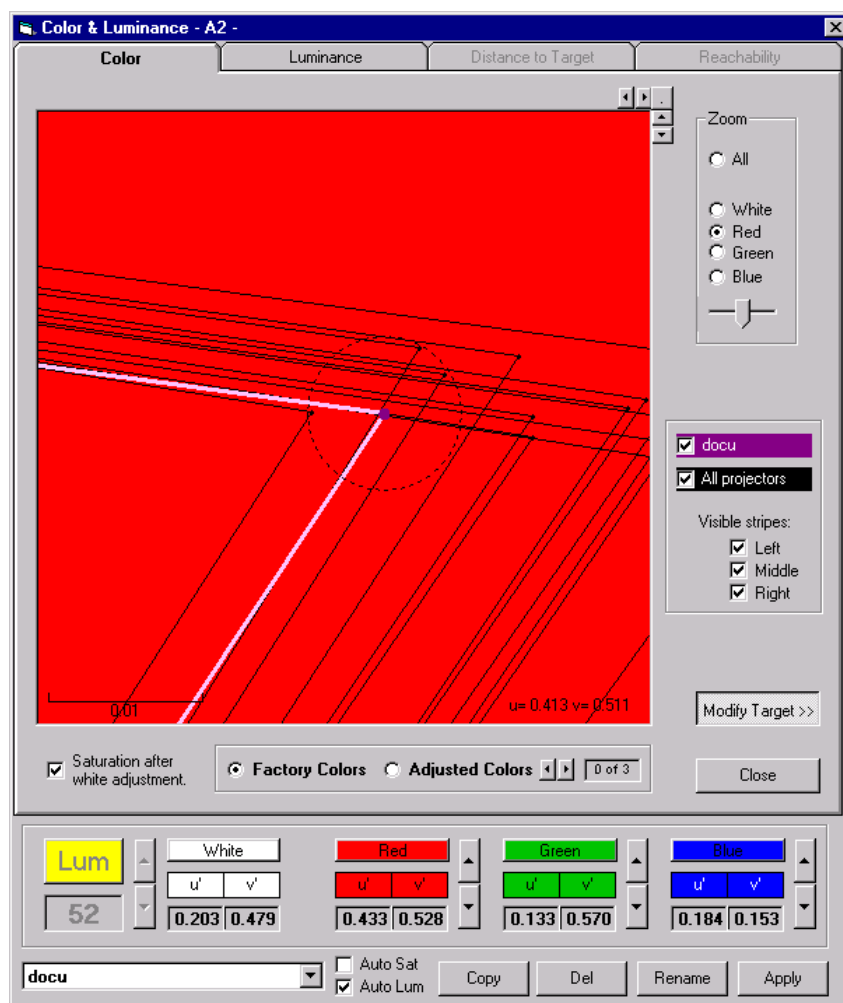 Color & Luminance - A2 -
Color Luminance Distance to Target Reachability
Zoom
All
White
Red
Green
Blue
docu
All projectors
Visible stripes:
Left
Middle
Right
0.01
u= 0.413 v= 0.511
Modify Target >>
Saturation after
white adjustment.
Factory Colors Adjusted Colors 0 of 3
Close
Lum White Red Green Blue
u' v' u' v' u' v' u' v'
52 0.203 0.479 0.433 0.528 0.133 0.570 0.184 0.153
docu
Auto Sat
Auto Lum
Copy Del Rename Apply